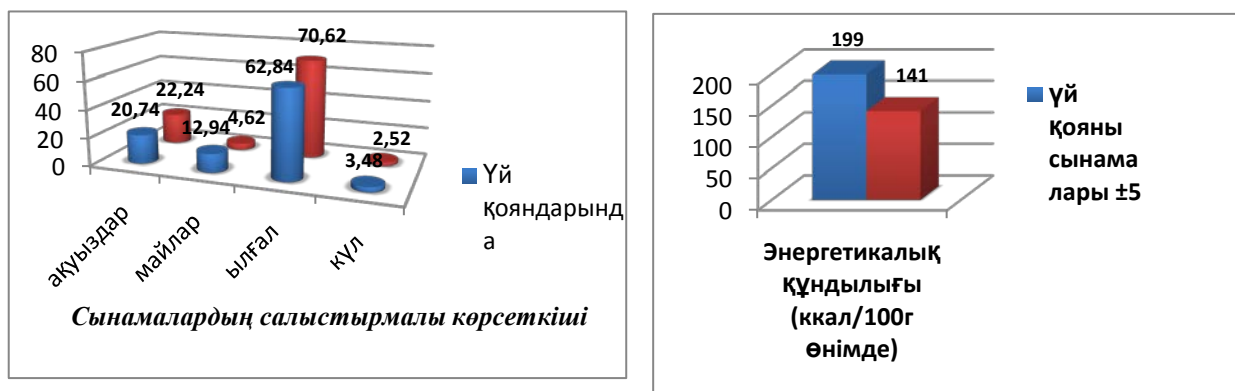 80
60
40
20
0
20,74
22,24
12,94
4,62
62,84
70,62
3,48
2,52
ақуыздар
майлар
ылғал
күл
Үй
қояндарынд
а
Сынамалардың салыстырмалы көрсеткіші
200
150
100
50
0
199
141
Энергетикалық
құндылығы
(ккал/100г
өнімде)
үй
қояны
сынама
лары ±5